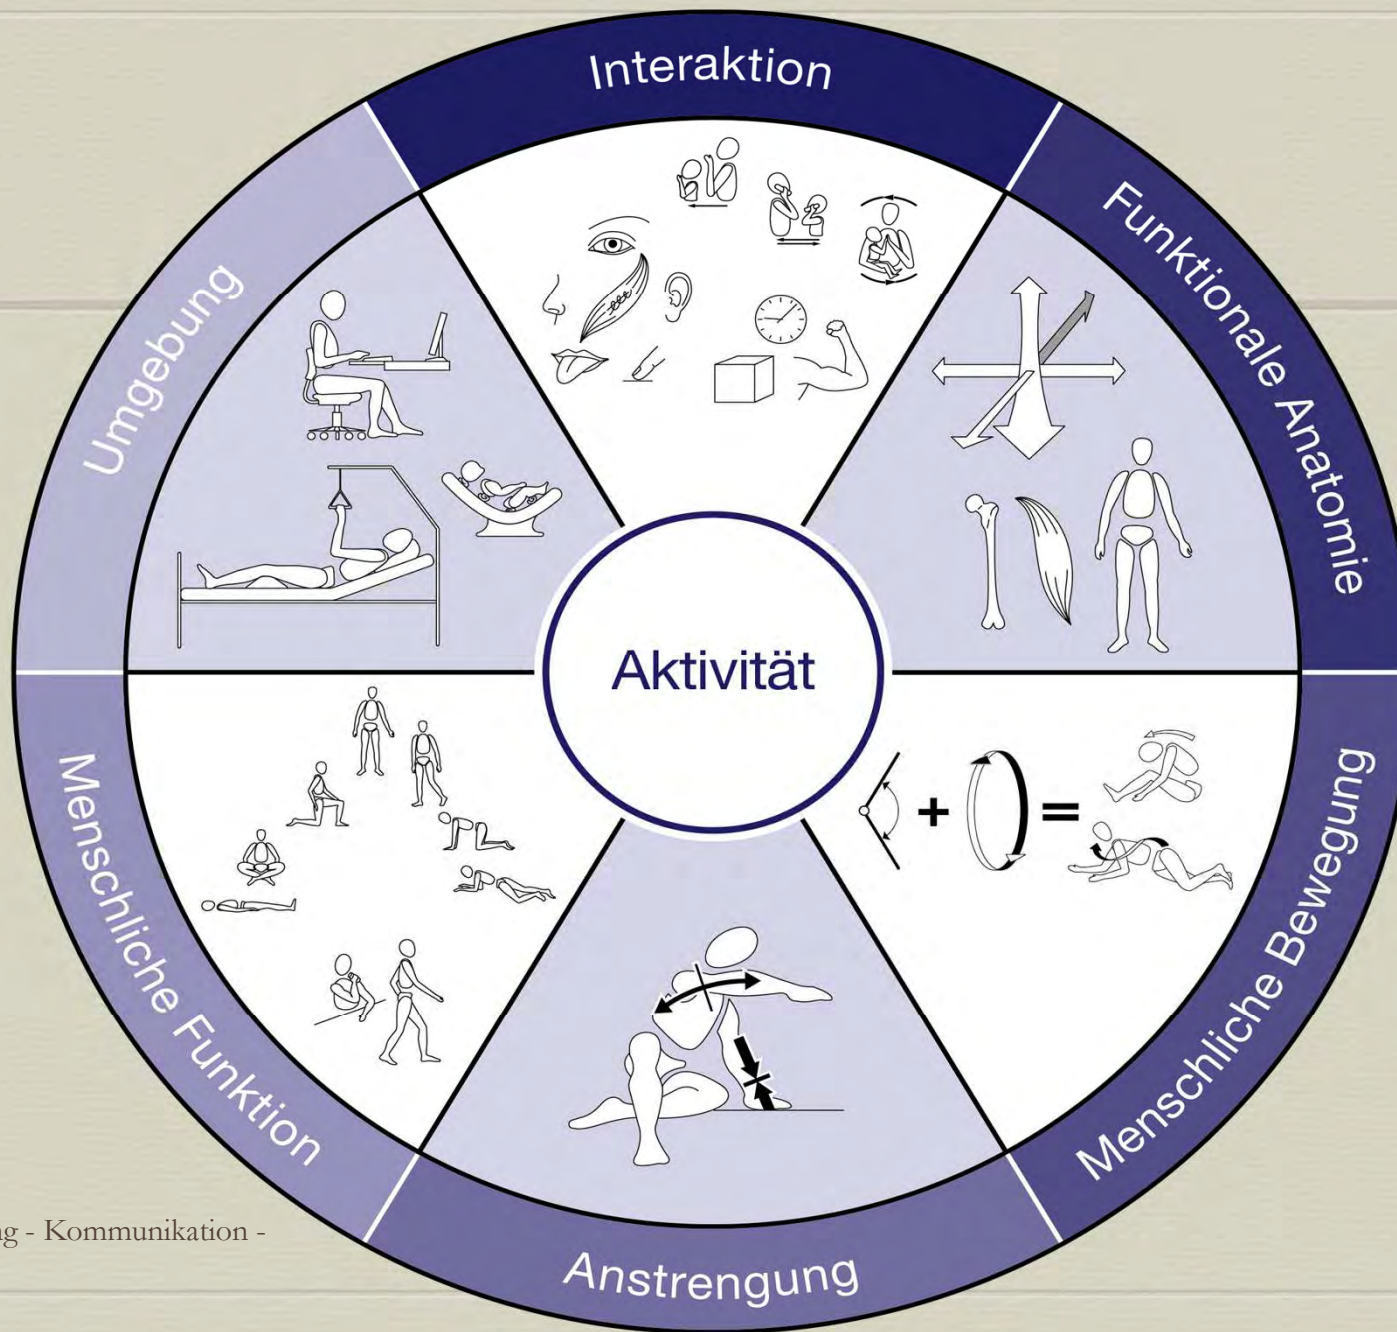 Interaktion
Funktionale Anatomie
Menschliche Bewegung
Anstrengung
Menschliche Funktion
Umgebung
Aktivität
+ =
- Kommunikation -